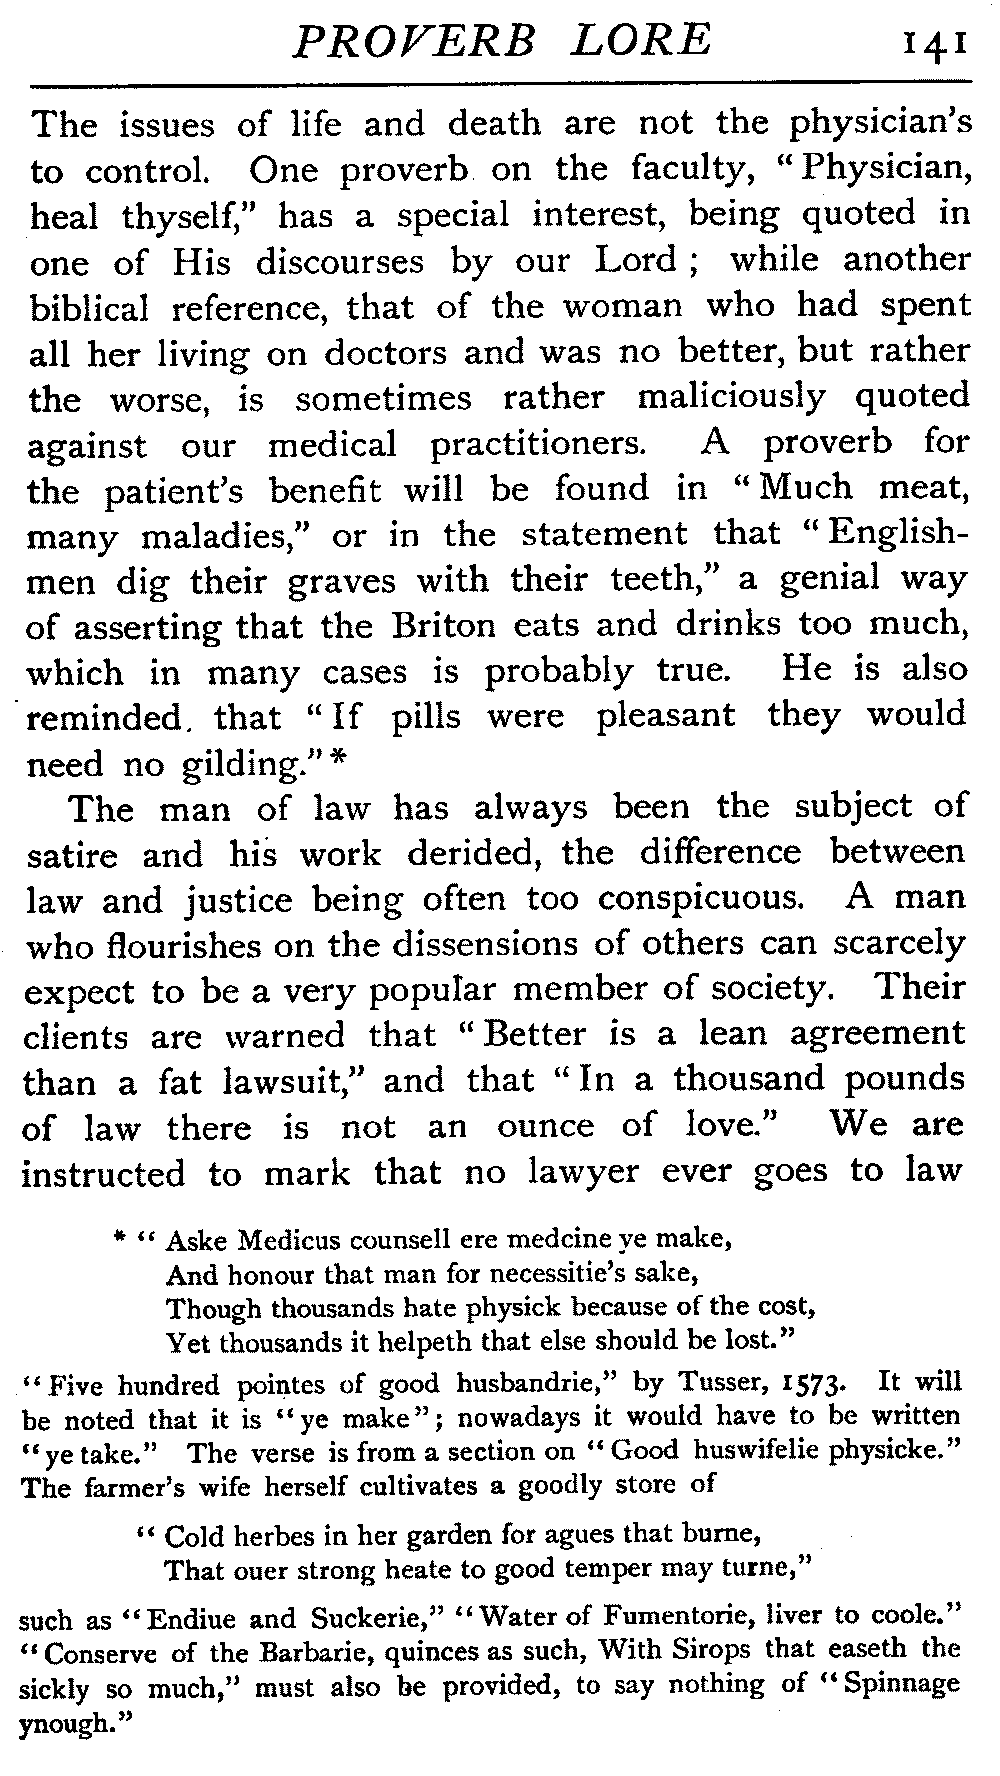 PROVERB LORE 141
The issues of life and death are not the physician's
to control. One proverb on the faculty, "Physician,
heal thyself," has a special interest, being quoted in
one of His discourses by our Lord; while another
biblical reference, that of the woman who had spent
all her living on doctors and was no better, but rather
the worse, is sometimes rather maliciously quoted
against our medical practitioners. A proverb for
the patient's benefit will be found in "Much meat,
many maladies," or in the statement that "English-
men dig their graves with their teeth," a genial way
of asserting that the Briton eats and drinks too much,
which in many cases is probably true. He is also
reminded that "If pills were pleasant they would
need no gilding."*
The man of law has always been the subject of
satire and his work derided, the difference between
law and justice being often too conspicuous. A man
who flourishes on the dissensions of others can scarcely
expect to be a very popular member of society. Their
clients are warned that "Better is a lean agreement
than a fat lawsuit," and that "In a thousand pounds
of law there is not an ounce of love." We are
instructed to mark that no lawyer ever goes to law
* "Aske Medicus counsell ere medcine ye make,
And honour that man for necessitie's sake,
Though thousands hate physick because of the cost,
Yet thousands it helpeth that else should be lost."
"Five hundred pointes of good husbandrie," by Tusser, 1573. It will
be noted that it is "ye make"; nowadays it would have to be written
"ye take." The verse is from a section on "Good huswifelie physicke."
The farmer's wife herself cultivates a goodly store of
"Cold herbes in her garden for agues that burne,
That ouer strong heate to good temper may turne,"
such as "Endiue and Suckerie," "Water of Fumentorie, liver to coole."
"Conserve of the Barbarie, quinces as such, With Sirops that easeth the
sickly so much," must also be provided, to say nothing of "Spinnage
ynough."